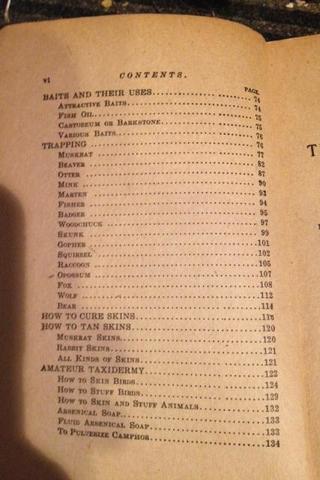 vi CONTENTS.
PAGE.
BAITS AND THEIR USES 74
ATTRACTIVE BAITS 74
FISH OIL 75
CASTOREUM OR BARKSTONE 75
VARIOUS BAITS 76
TRAPPING 76
MUSKRAT 77
BEAVER 82
OTTER 87
MINK 90
MARTEN 93
FISHER 94
BADGER 95
WOODCHUCK 97
SKUNK 99
GOPHER 101
SQUIRREL 102
RACCOON 105
OPOSSUM 107
FOX 108
WOLF 112
BEAR 114
HOW TO CURE SKINS 116
HOW TO TAN SKINS 120
MUSKRAT SKINS 120
RABBIT SKINS 121
ALL KINDS OF SKINS 121
AMATEUR TAXIDERMY 122
HOW TO SKIN BIRDS 124
HOW TO STUFF BIRDS 129
HOW TO SKIN AND STUFF ANIMALS 132
ARSENICAL SOAP 133
FLUID ARSENICAL SOAP 133
TO PULVERIZE CAMPHOR 134
T